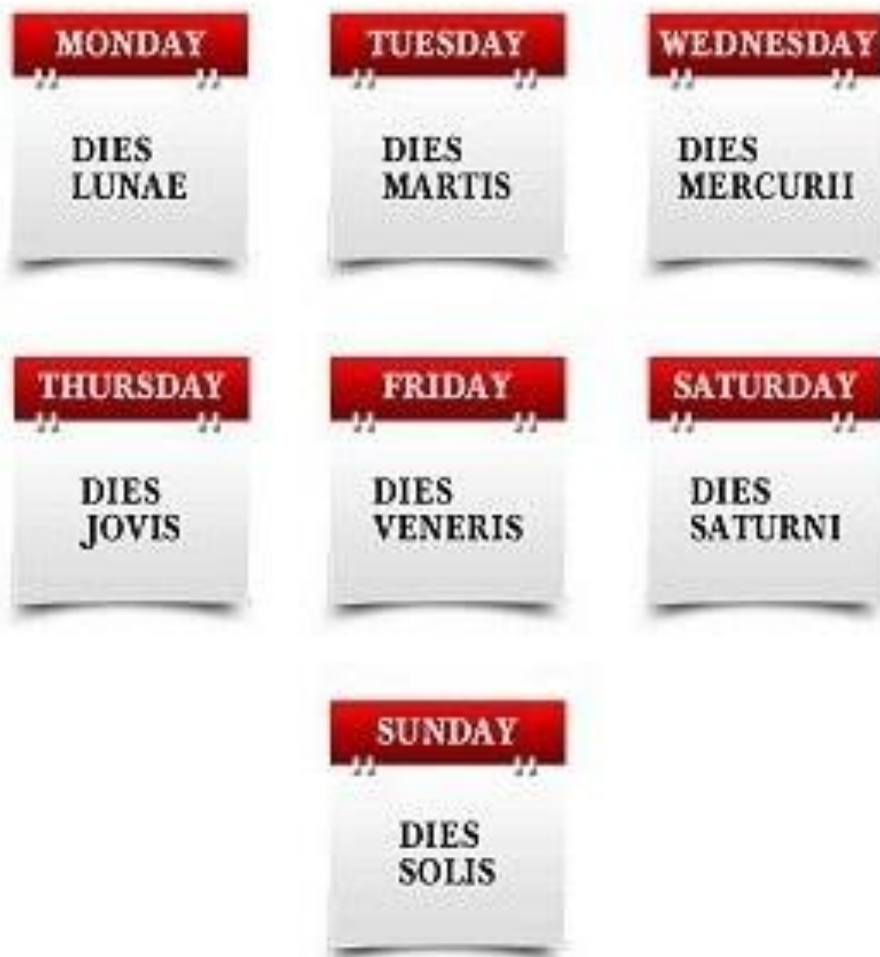 MONDAY
DIES
LUNAE
TUESDAY
DIES
MARTIS
WEDNESDAY
DIES
MERCURII
THURSDAY
DIES
JOVIS
FRIDAY
DIES
VENERIS
SATURDAY
DIES
SATURNI
SUNDAY
DIES
SOLIS